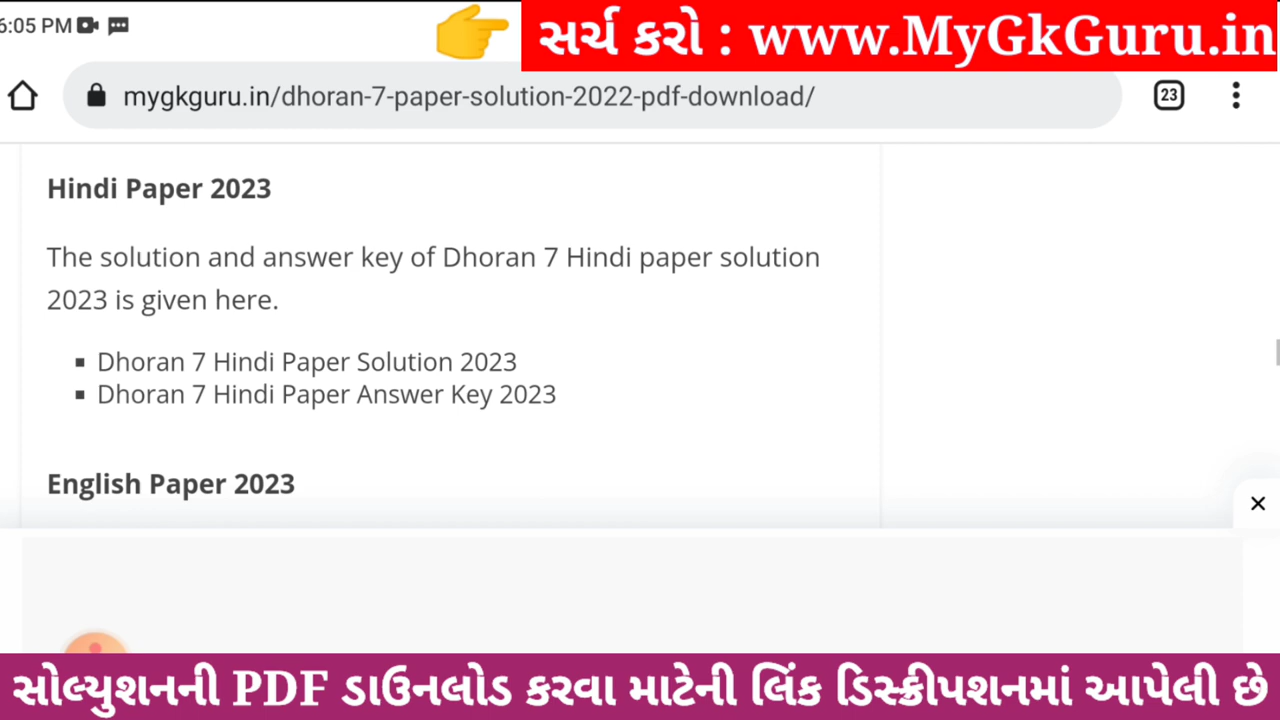 6:05 PM
સર્ચ કરો : www.MyGkGuru.in
mygkguru.in/dhoran-7-paper-solution-2022-pdf-download/
23
Hindi Paper 2023
The solution and answer key of Dhoran 7 Hindi paper solution
2023 is given here.
Dhoran 7 Hindi Paper Solution 2023
Dhoran 7 Hindi Paper Answer Key 2023
English Paper 2023
સોલ્યુશનની PDF ડાઉનલોડ કરવા માટેની લિંક ડિસ્ક્રીપશનમાં આપેલી છે